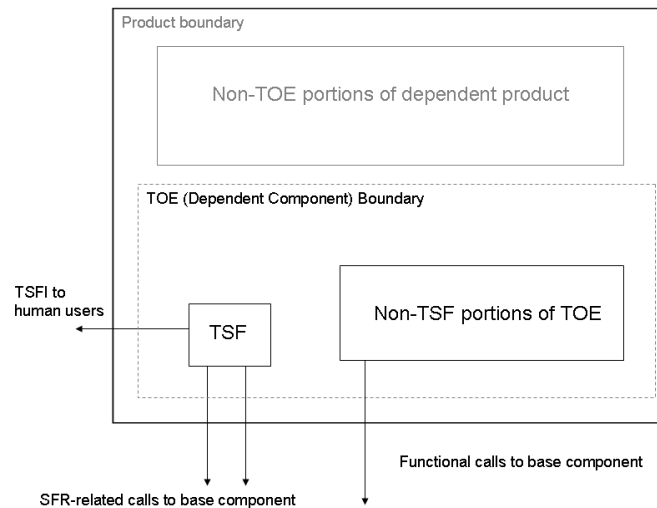 Product boundary
Non-TOE portions of dependent product
TOE (Dependent Component) Boundary
TSFI to
human users
TSF
Non-TSF portions of TOE
Functional calls to base component
SFR-related calls to base component